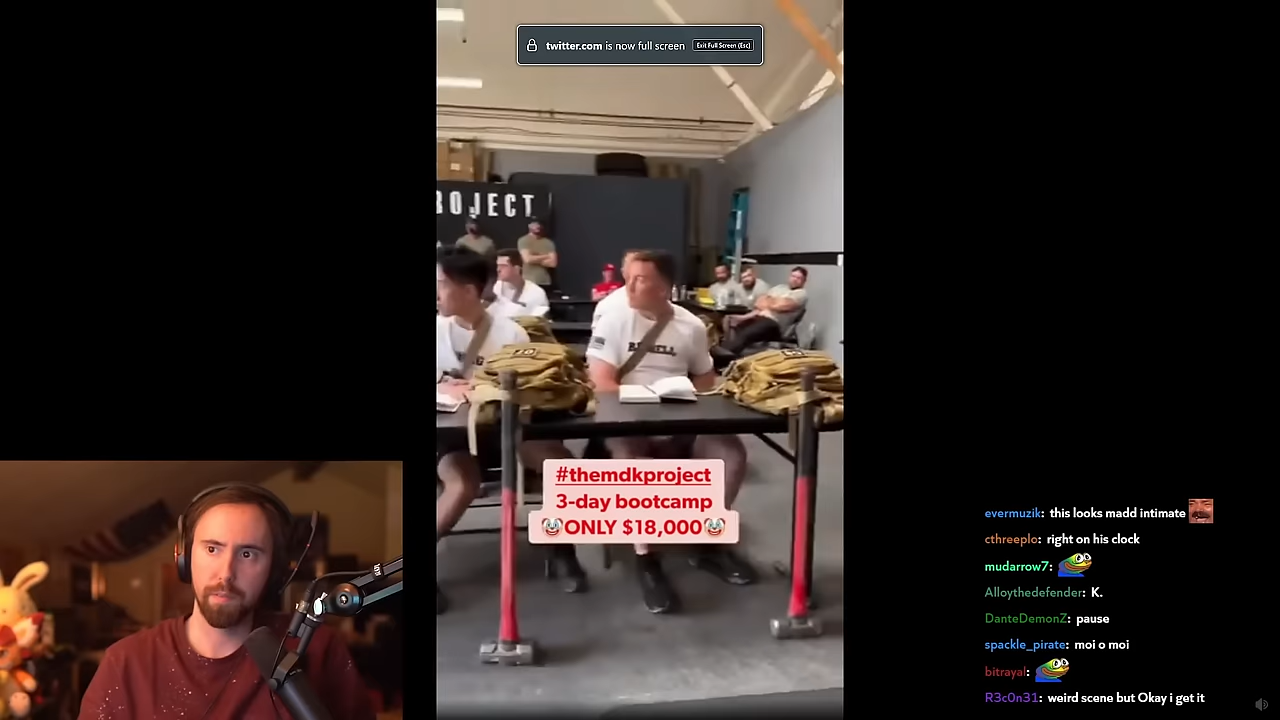 twitter.com is now full screen Exit Full Screen (Esc)
ROJECT
#themdkproject
3-day bootcamp
🤡ONLY $18,000🤡
evermuzik: this looks madd intimate
cthreeplo: right on his clock
mudarrow7:
Alloythedefender: K.
DanteDemonZ: pause
spackle_pirate: moi o moi
bitrayal:
R3c0n31: weird scene but Okay i get it